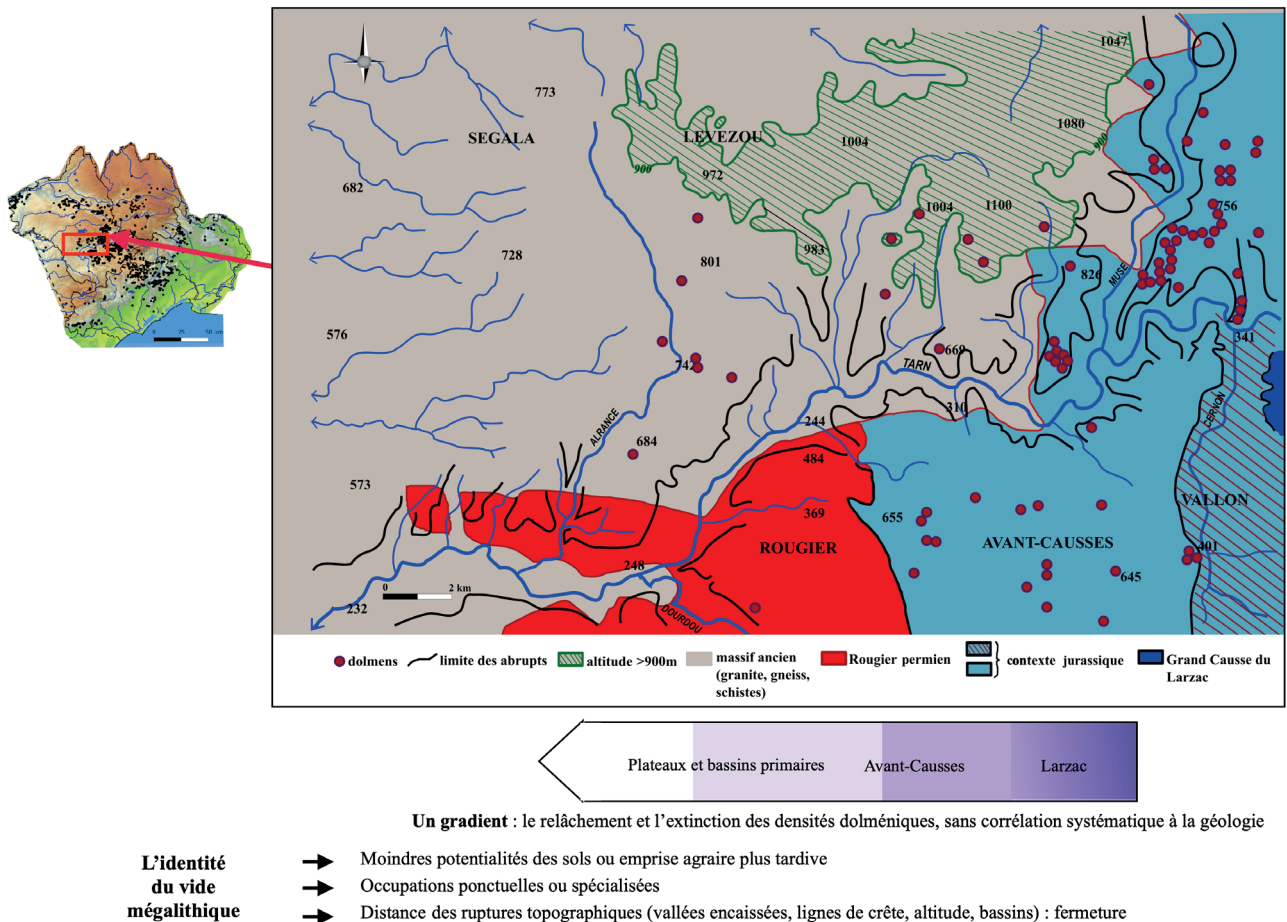 1047
773
SEGALA
LEVEZOU
1004
1080
900
900
972
682
756
1004
1100
983
728
801
826
MUSE
576
341
742
669
TARN
310
CERNON
244
ALRANCE
684
484
573
VALLON
369
655
ROUGIER
AVANT-CAUSSES
401
248
645
0 2 km
232
DOURDOU
0 25 50 km
dolmens
limite des abrupts
altitude >900m
massif ancien
(granite, gneiss,
schistes)
Rougier permien
contexte jurassique
Grand Causse du
Larzac
Plateaux et bassins primaires Avant-Causses Larzac
Un gradient : le relâchement et l’extinction des densités dolméniques, sans corrélation systématique à la géologie
L’identité
du vide
mégalithique
Moindres potentialités des sols ou emprise agraire plus tardive
Occupations ponctuelles ou spécialisées
Distance des ruptures topographiques (vallées encaissées, lignes de crête, altitude, bassins) : fermeture